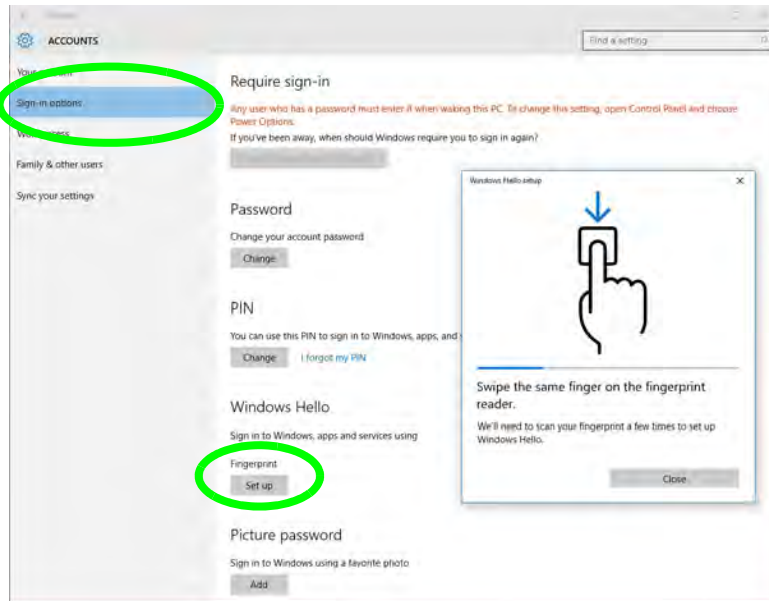 ACCOUNTS
Find a setting
Sign-in options
Family & other users
Sync your settings
Require sign-in
Any user who has a password must enter it when waking this PC. To change this setting, open Control Panel and choose
Power Options.
If you've been away, when should Windows require you to sign in again?
Password
Change your account password
Change
PIN
You can use this PIN to sign in to Windows, apps, and
Change
I forgot my PIN
Windows Hello
Sign in to Windows, apps and services using
Fingerprint
Set up
Picture password
Sign in to Windows using a favorite photo
Add
Windows Hello setup
Swipe the same finger on the fingerprint
reader.
We'll need to scan your fingerprint a few times to set up
Windows Hello.
Close